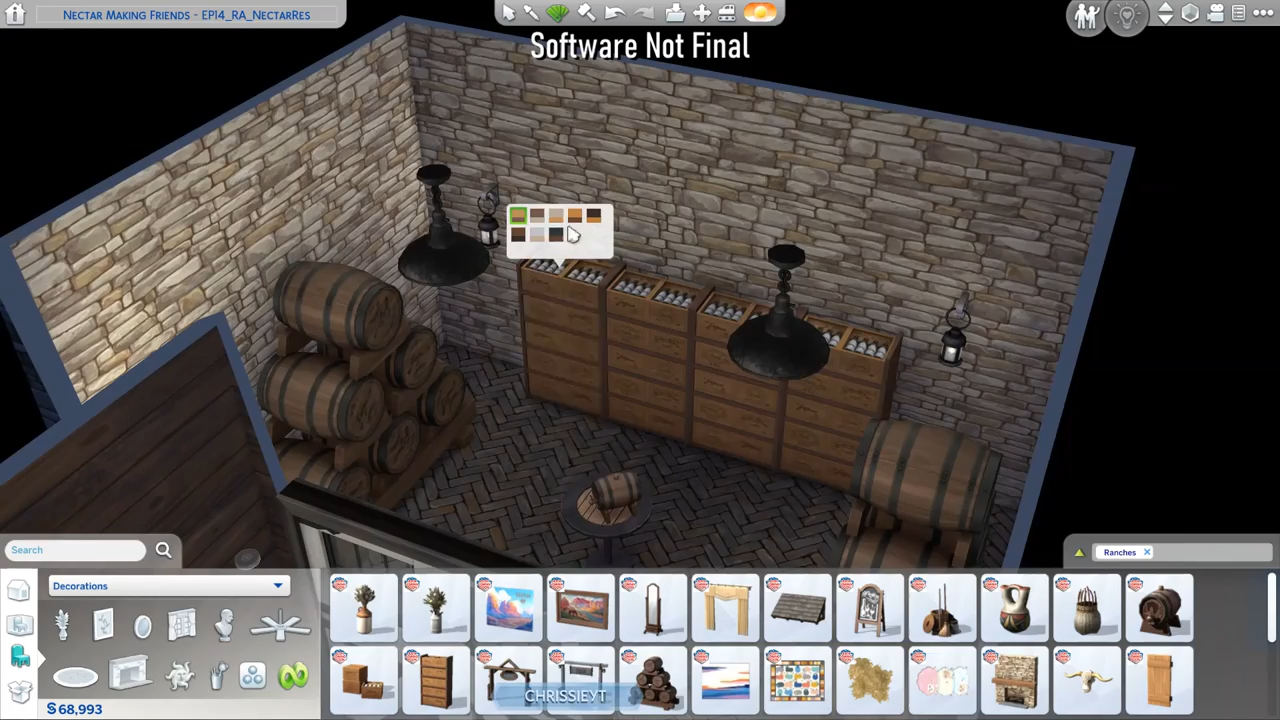 Nectar Making Friends - EP14_RA_NectarRes
Software Not Final
Search
Ranches
Decorations
CHRISSIEYT
§68,993